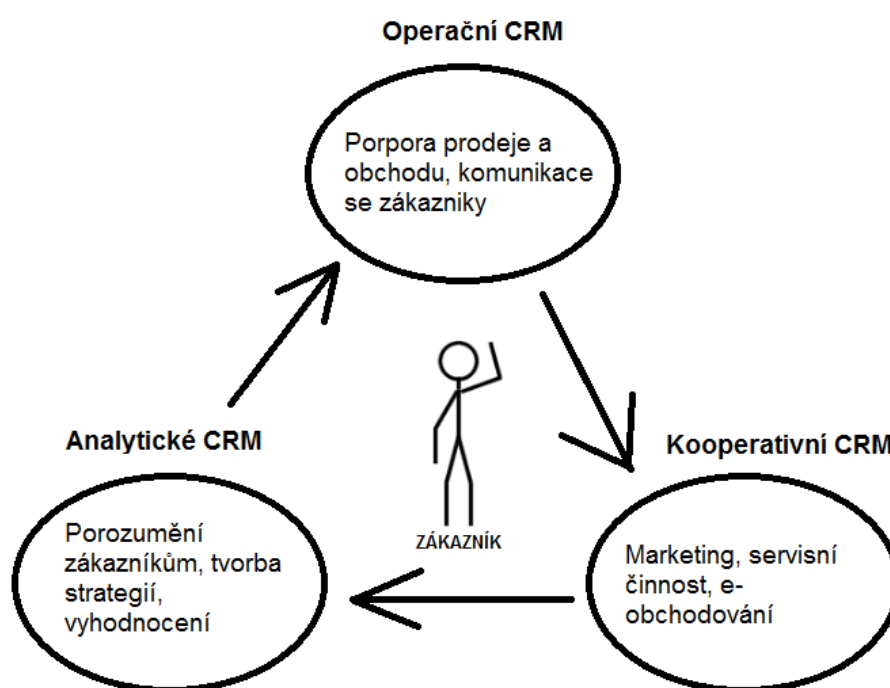 Operační CRM
Porpora prodeje a
obchodu, komunikace
se zákazniky
Analytické CRM
Kooperativní CRM
ZÁKAZNÍK
Porozumění
zákazníkům, tvorba
strategií,
vyhodnocení
Marketing, servisní
činnost, e-
obchodování